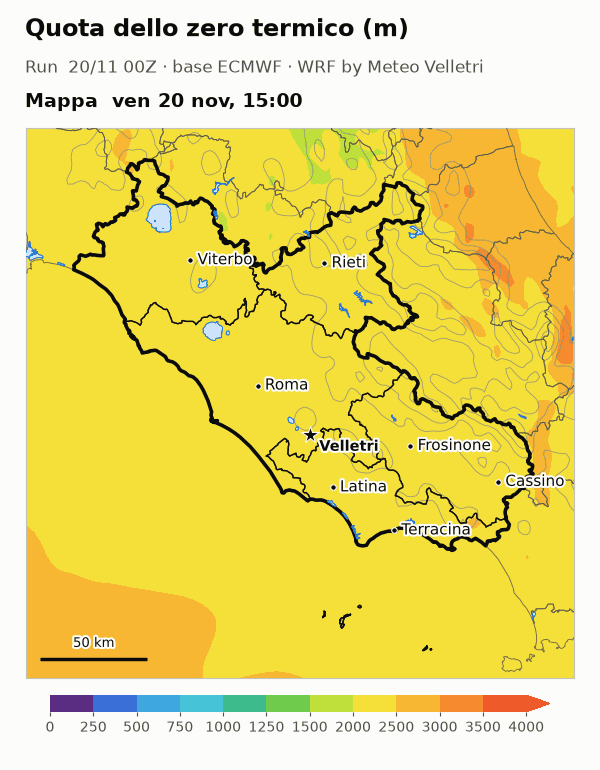 Quota dello zero termico (m)
Run  20/11 00Z · base ECMWF · WRF by Meteo Velletri
Mappa  ven 20 nov, 15:00
Viterbo
Rieti
Roma
Velletri
Frosinone
Cassino
Latina
Terracina
50 km
0 250 500 750 1000 1250 1500 2000 2500 3000 3500 4000